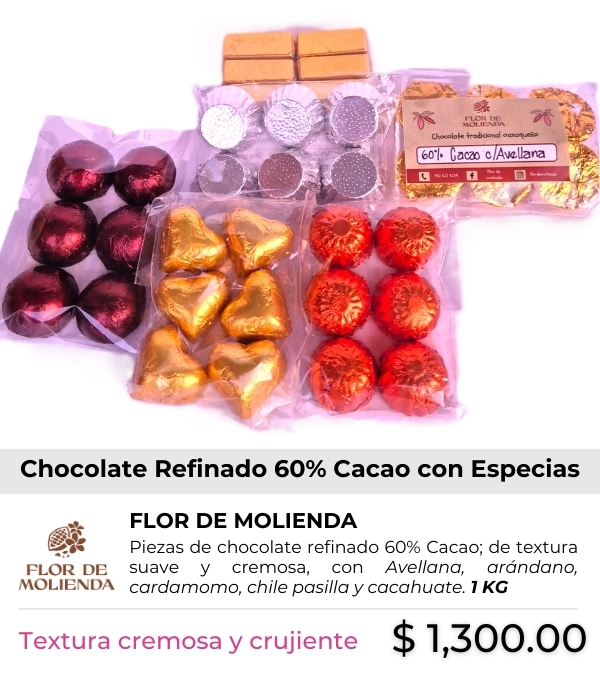 FLOR DE
MOLIENDA
Chocolate tradicional oaxaqueño
60% Cacao c/Avellana
Chocolate Refinado 60% Cacao con Especias
FLOR DE
MOLIENDA
FLOR DE MOLIENDA
Piezas de chocolate refinado 60% Cacao; de textura
suave y cremosa, con Avellana, arándano,
cardamomo, chile pasilla y cacahuate. 1 KG
Textura cremosa y crujiente
$ 1,300.00